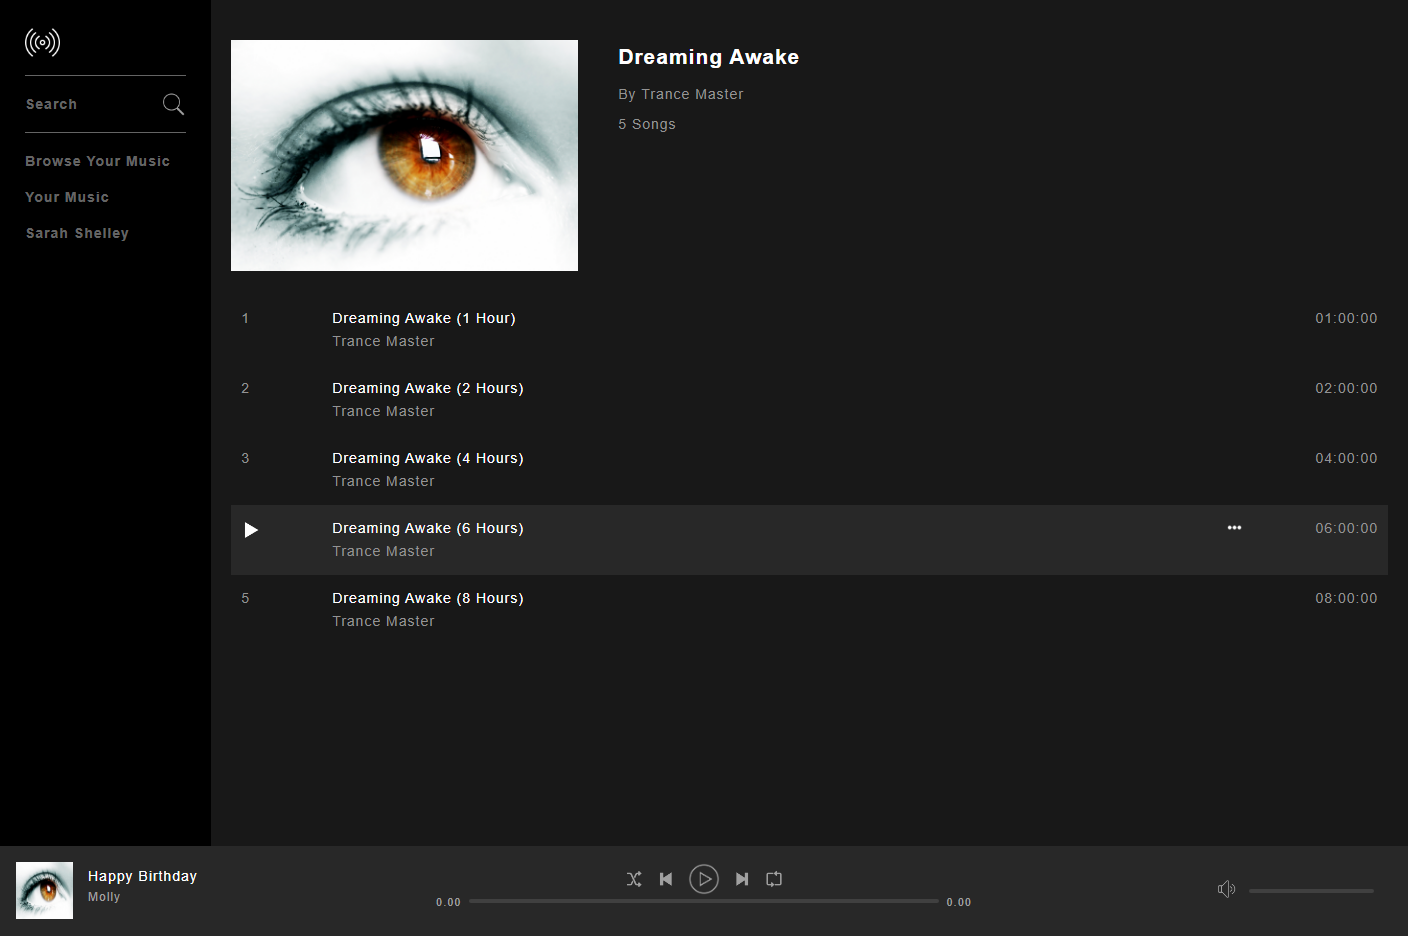 Search
Browse Your Music
Your Music
Sarah Shelley
Dreaming Awake
By Trance Master
5 Songs
1 Dreaming Awake (1 Hour) 01:00:00
Trance Master
2 Dreaming Awake (2 Hours) 02:00:00
Trance Master
3 Dreaming Awake (4 Hours) 04:00:00
Trance Master
Dreaming Awake (6 Hours) ••• 06:00:00
Trance Master
5 Dreaming Awake (8 Hours) 08:00:00
Trance Master
Happy Birthday
Molly
0.00 0.00